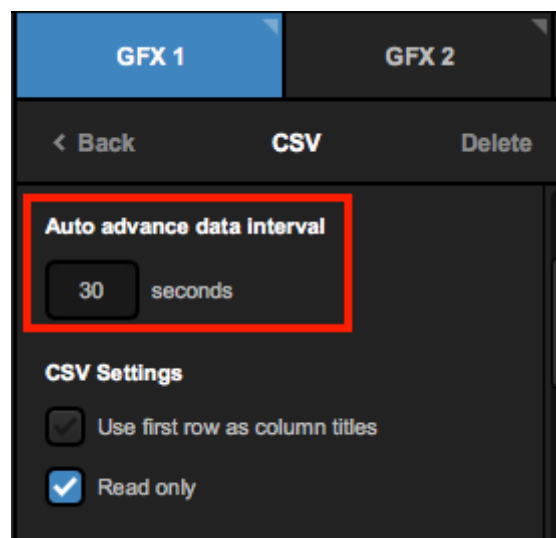 GFX 1 GFX 2
< Back CSV Delete
Auto advance data interval
30 seconds
CSV Settings
Use first row as column titles
Read only